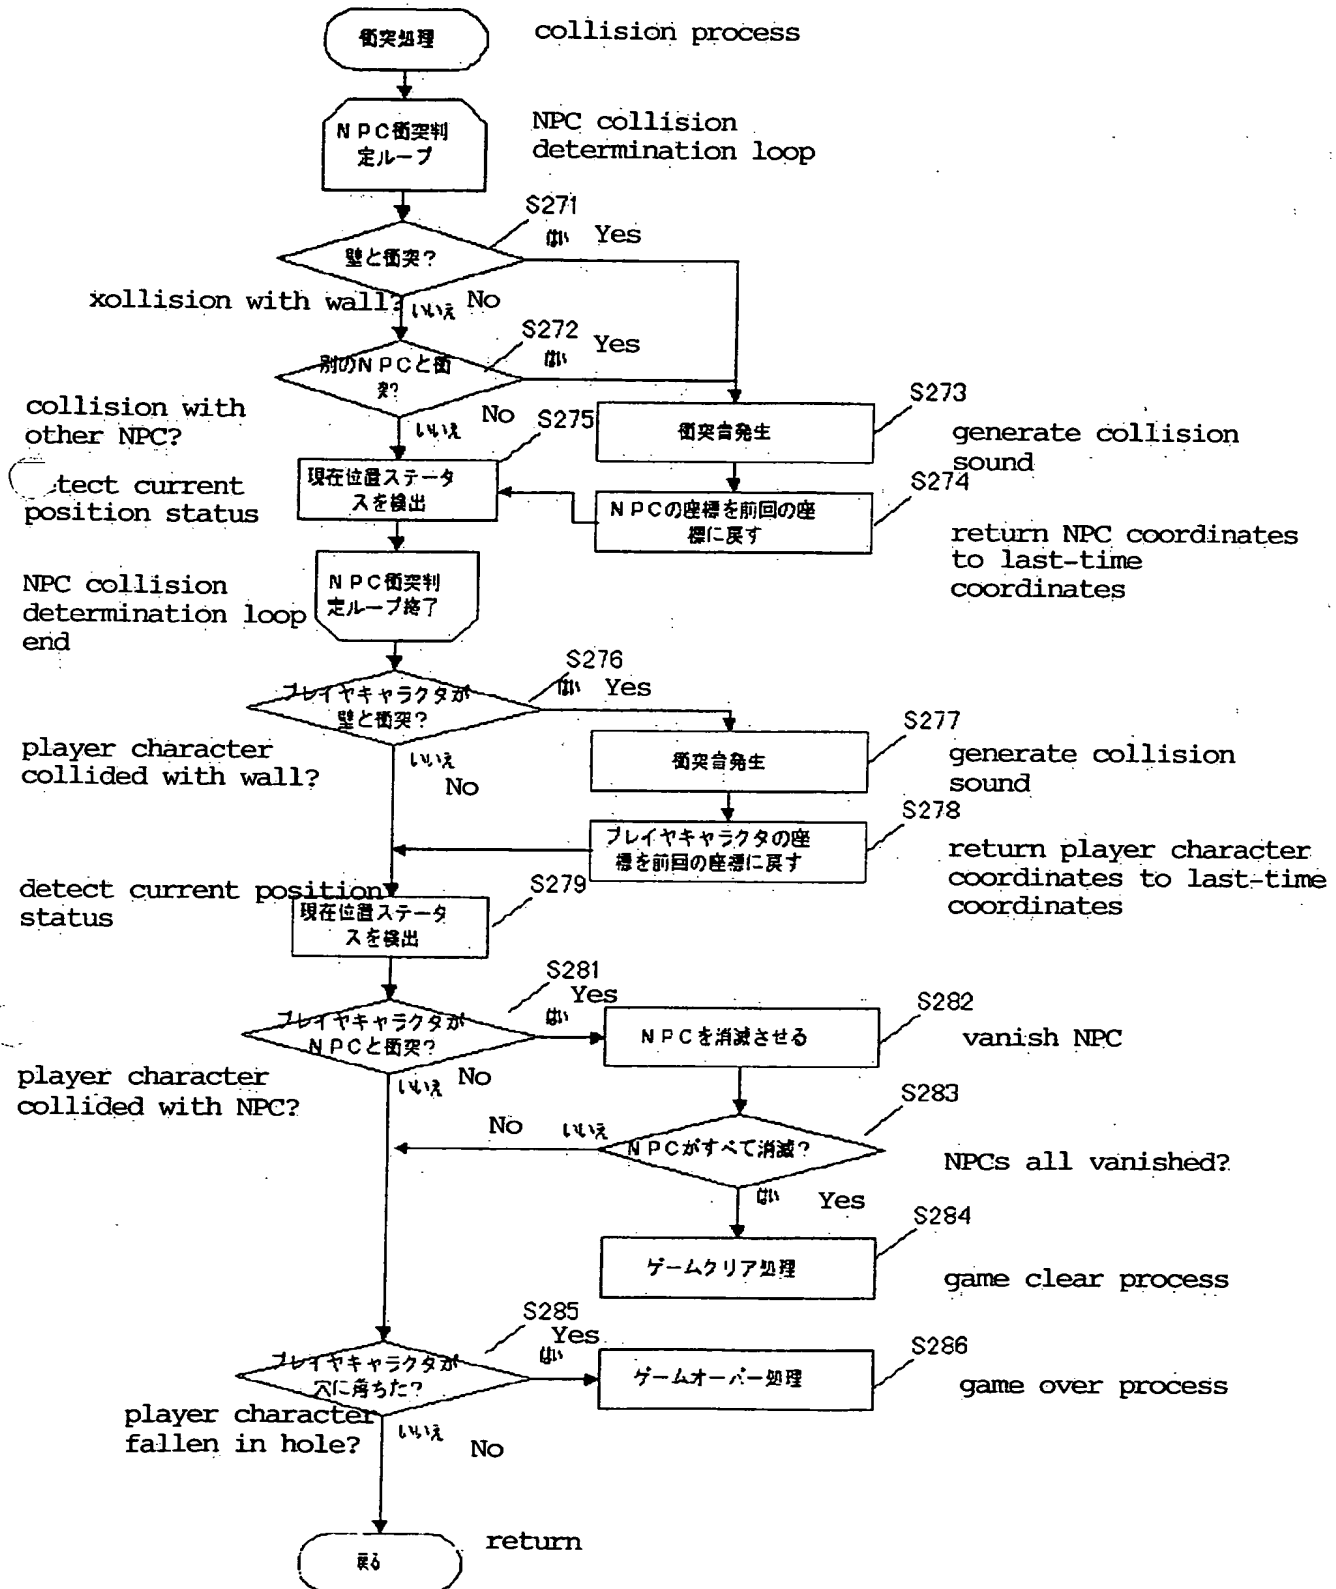 衝突処理
collision process
NPC衝突判
定ループ
NPC collision
determination loop
S271
はい Yes
壁と衝突?
xollision with wall?
いいえ No
S272
はい Yes
別のNPCと衝
突?
collision with
other NPC?
いいえ No
S273
衝突音発生
generate collision
sound
S274
NPCの座標を前回の座
標に戻す
return NPC coordinates
to last-time
coordinates
S275
現在位置ステータ
スを検出
tect current
position status
NPC衝突判
定ループ終了
NPC collision
determination loop
end
S276
はい Yes
プレイヤキャラクタが
壁と衝突?
player character
collided with wall?
いいえ
No
S277
衝突音発生
generate collision
sound
S278
プレイヤキャラクタの座
標を前回の座標に戻す
return player character
coordinates to last-time
coordinates
S279
detect current position
status
現在位置ステータ
スを検出
S281
Yes
はい
プレイヤキャラクタが
NPCと衝突?
player character
collided with NPC?
いいえ No
S282
NPCを消滅させる
vanish NPC
S283
No いいえ
NPCがすべて消滅?
NPCs all vanished?
はい Yes
S284
ゲームクリア処理
game clear process
S285
Yes
はい
プレイヤキャラクタが
穴に落ちた?
player character
fallen in hole?
いいえ No
S286
ゲームオーバー処理
game over process
戻る
return